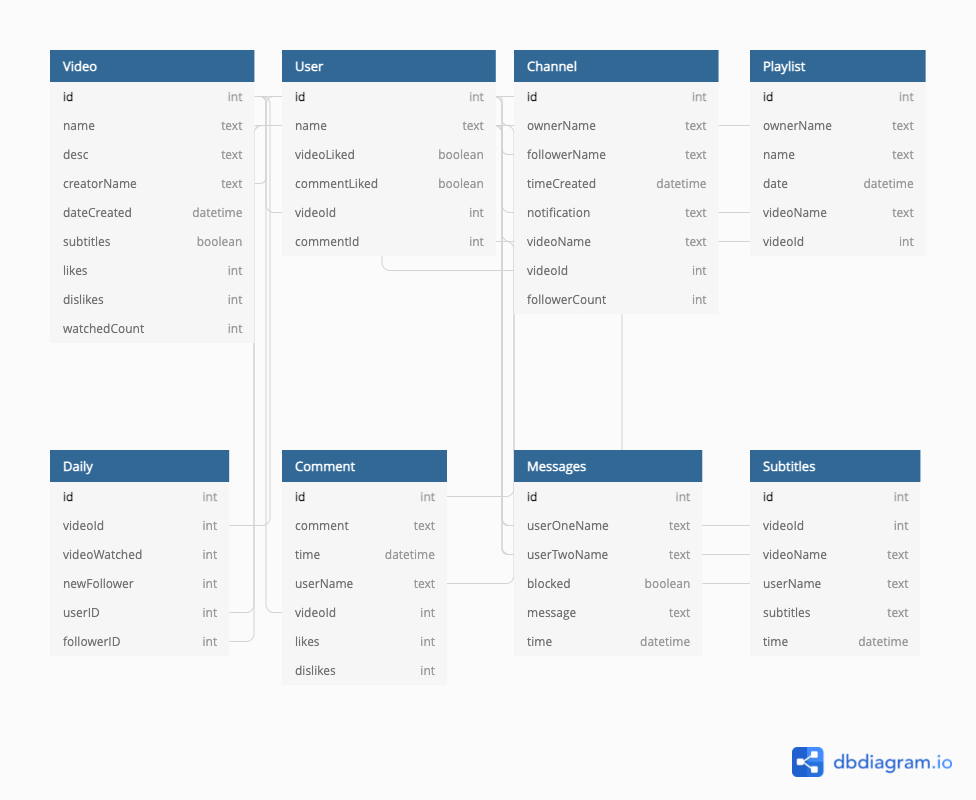 Video
id int
name text
desc text
creatorName text
dateCreated datetime
subtitles boolean
likes int
dislikes int
watchedCount int
User
id int
name text
videoLiked boolean
commentLiked boolean
videoId int
commentId int
Channel
id int
ownerName text
followerName text
timeCreated datetime
notification text
videoName text
videoId int
followerCount int
Playlist
id int
ownerName text
name text
date datetime
videoName text
videoId int
Daily
id int
videoId int
videoWatched int
newFollower int
userID int
followerID int
Comment
id int
comment text
time datetime
userName text
videoId int
likes int
dislikes int
Messages
id int
userOneName text
userTwoName text
blocked boolean
message text
time datetime
Subtitles
id int
videoId int
videoName text
userName text
subtitles text
time datetime
dbdiagram.io